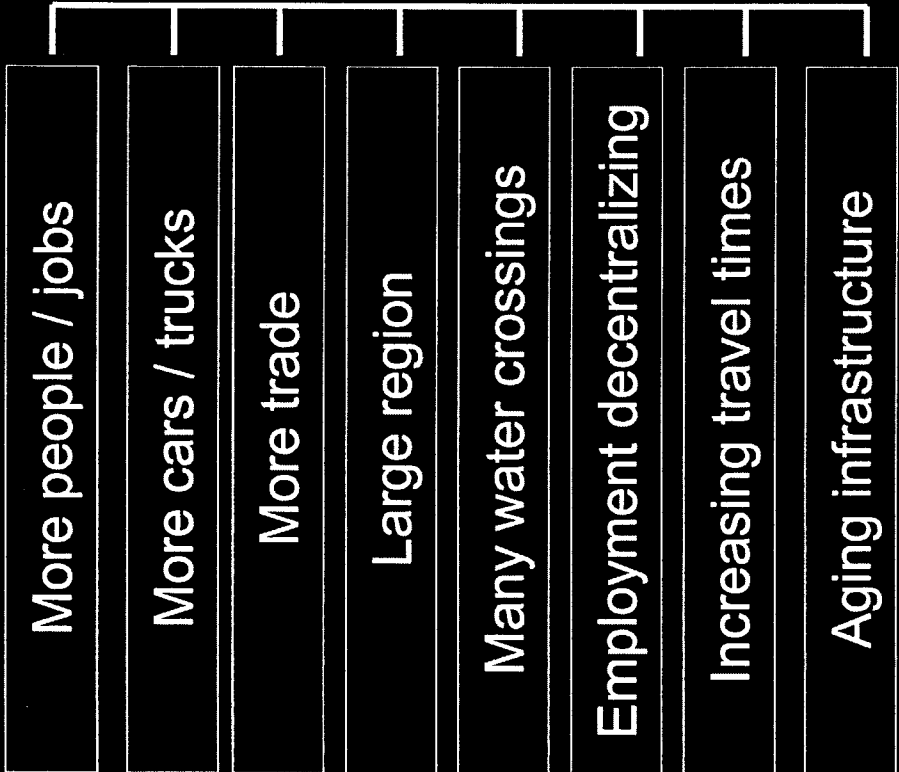 More people / jobs
More cars / trucks
More trade
Large region
Many water crossings
Employment decentralizing
Increasing travel times
Aging infrastructure